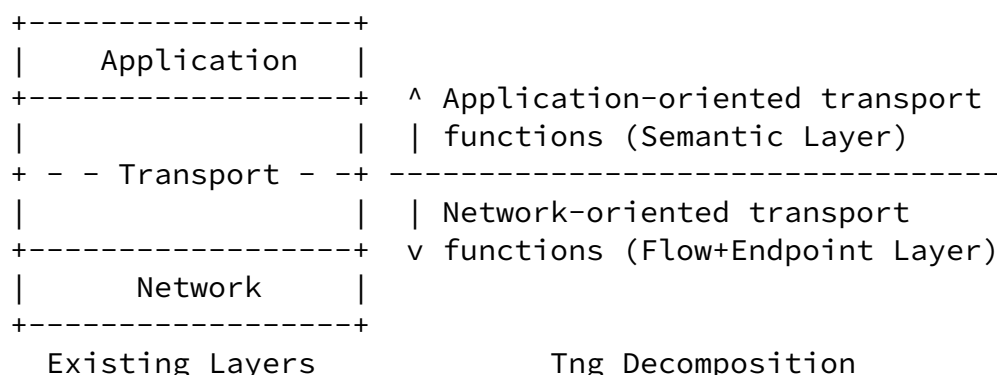 Application
^ Application-oriented transport
| functions (Semantic Layer)
Transport
| Network-oriented transport
v functions (Flow+Endpoint Layer)
Network
Existing Layers Tng Decomposition